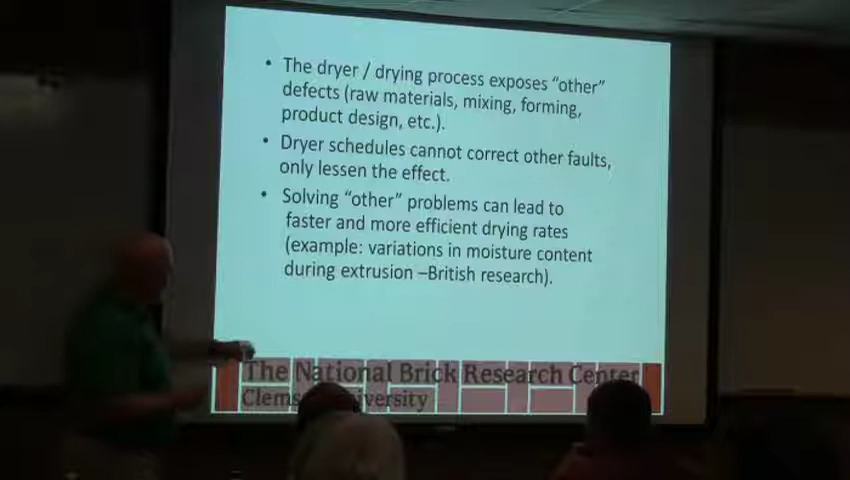 • The dryer / drying process exposes “other”
defects (raw materials, mixing, forming,
product design, etc.).
• Dryer schedules cannot correct other faults,
only lessen the effect.
• Solving “other” problems can lead to
faster and more efficient drying rates
(example: variations in moisture content
during extrusion –British research).
The National Brick Research Center
Clems iversity